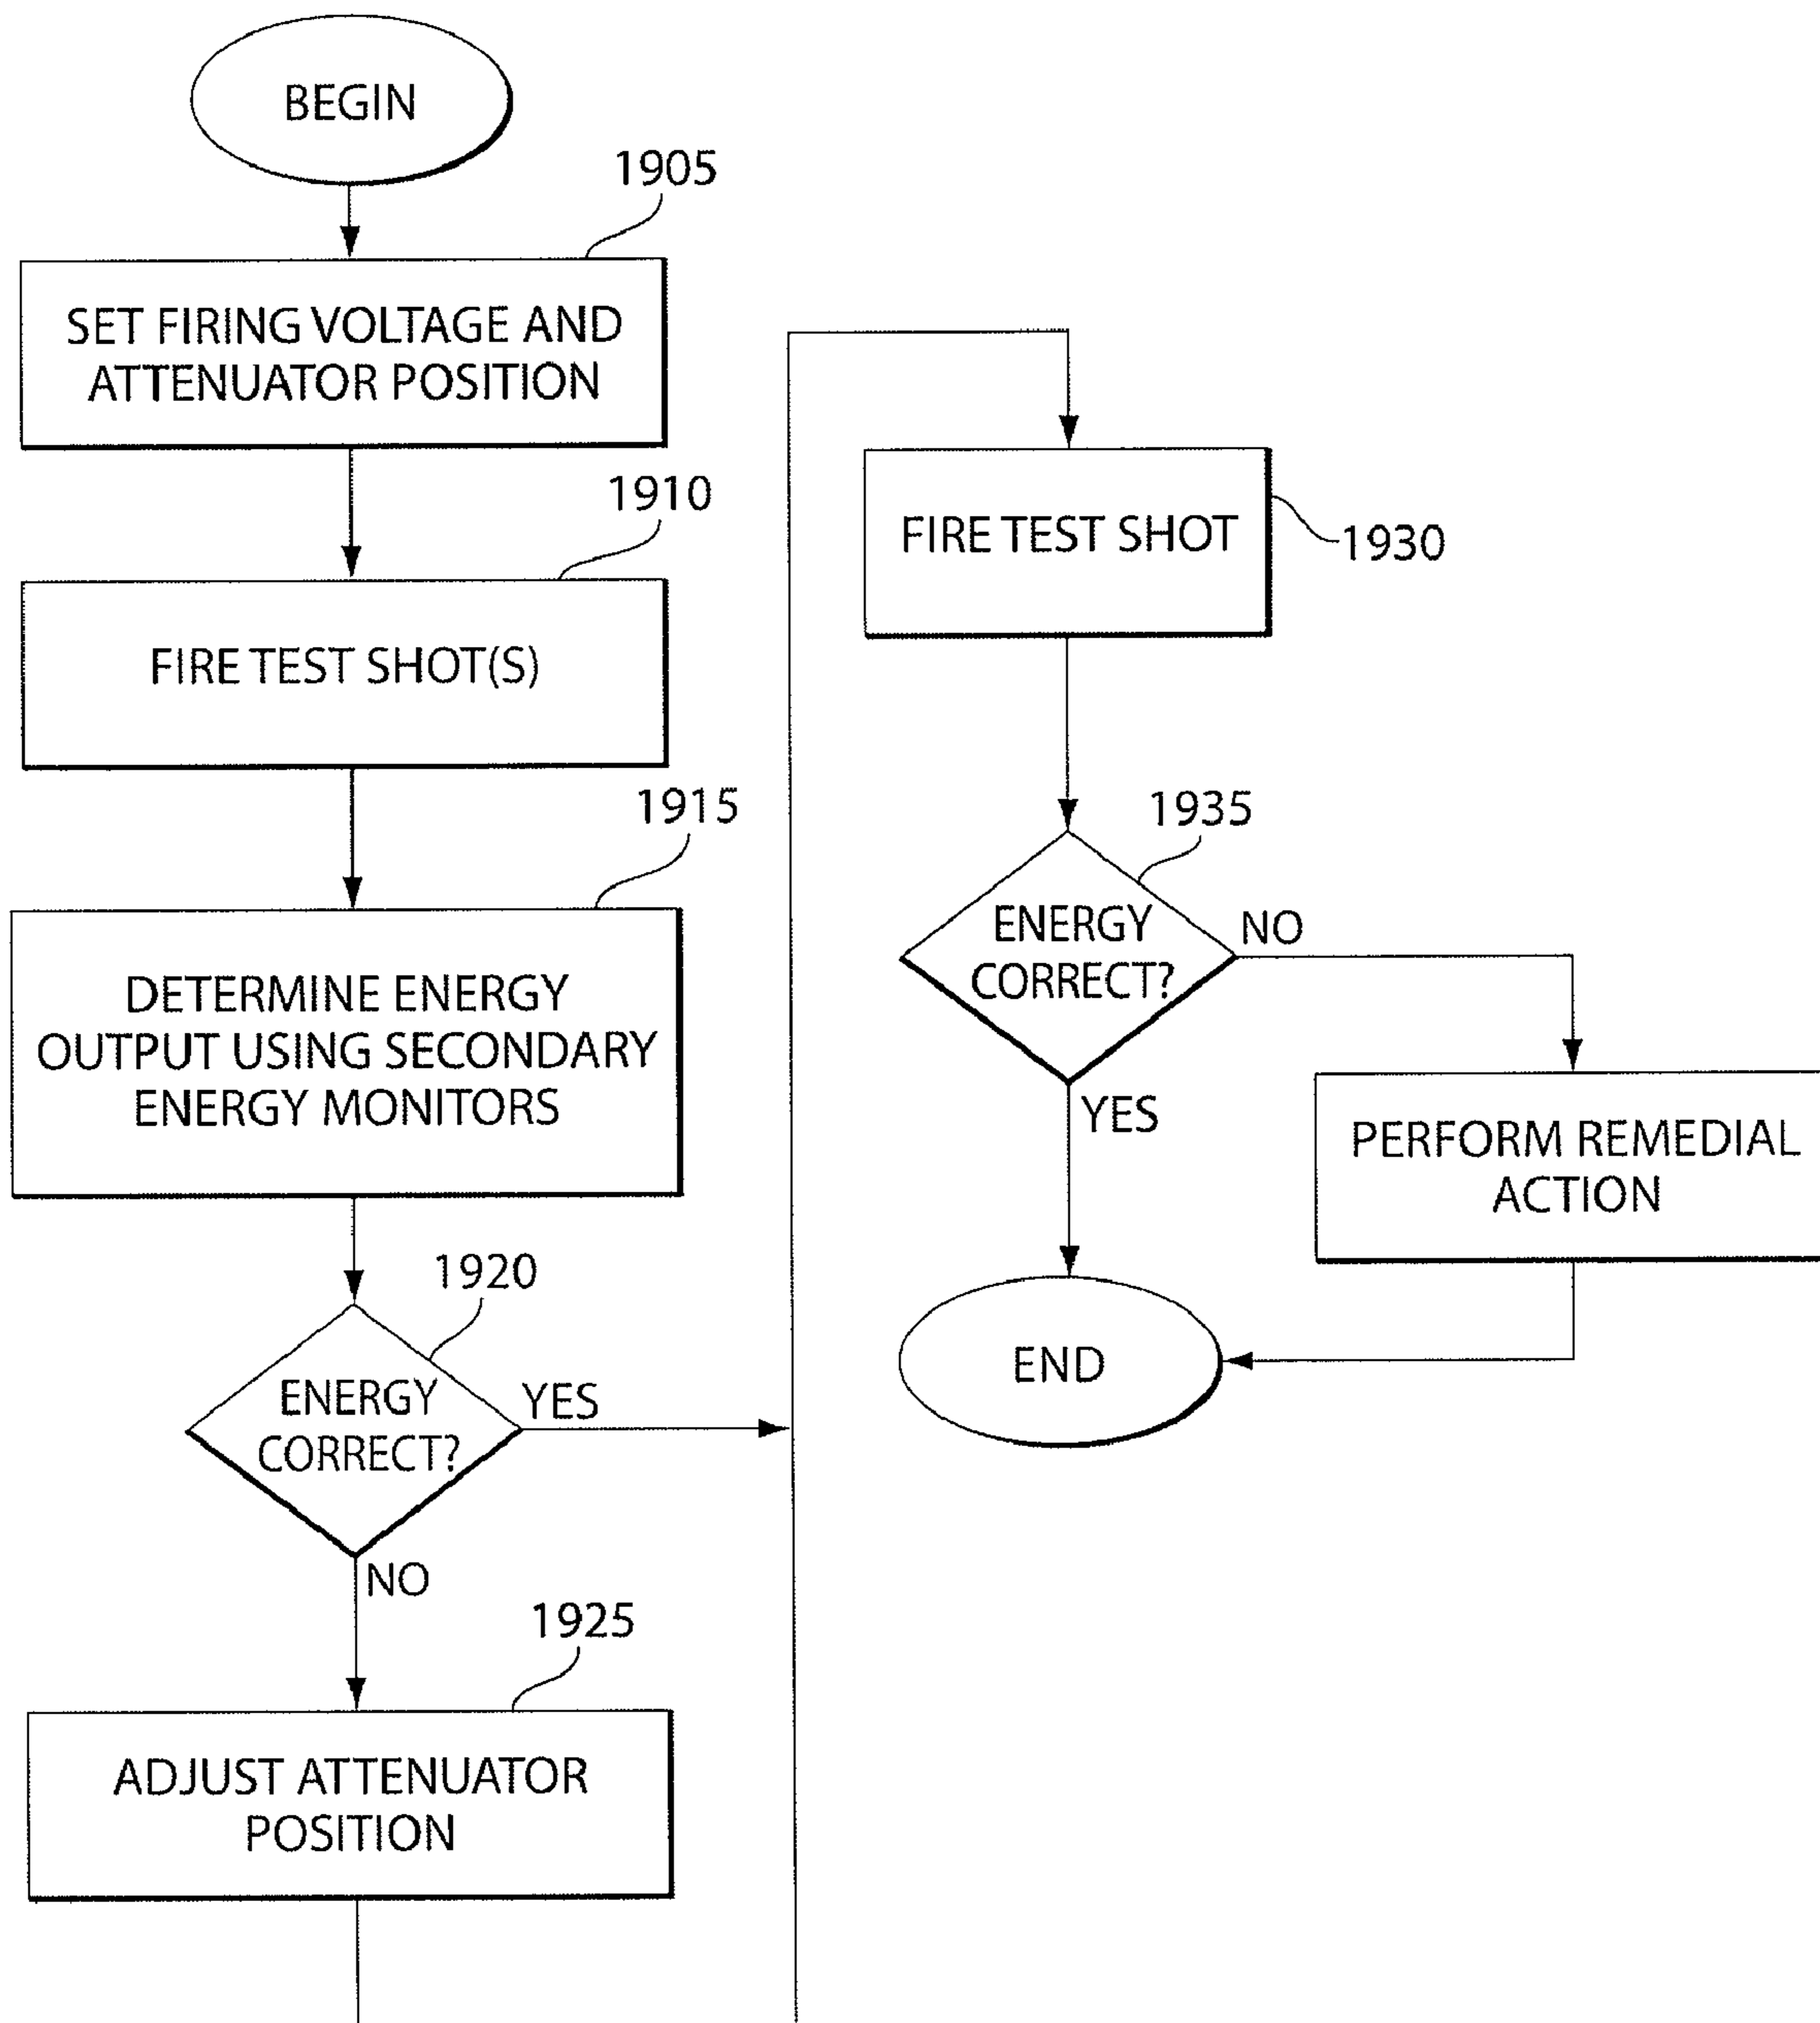 BEGIN
1905
SET FIRING VOLTAGE AND
ATTENUATOR POSITION
1910
FIRE TEST SHOT(S)
1915
DETERMINE ENERGY
OUTPUT USING SECONDARY
ENERGY MONITORS
1920
ENERGY
CORRECT?
YES
NO
1925
ADJUST ATTENUATOR
POSITION
FIRE TEST SHOT
1930
1935
ENERGY
CORRECT?
NO
YES
PERFORM REMEDIAL
ACTION
END